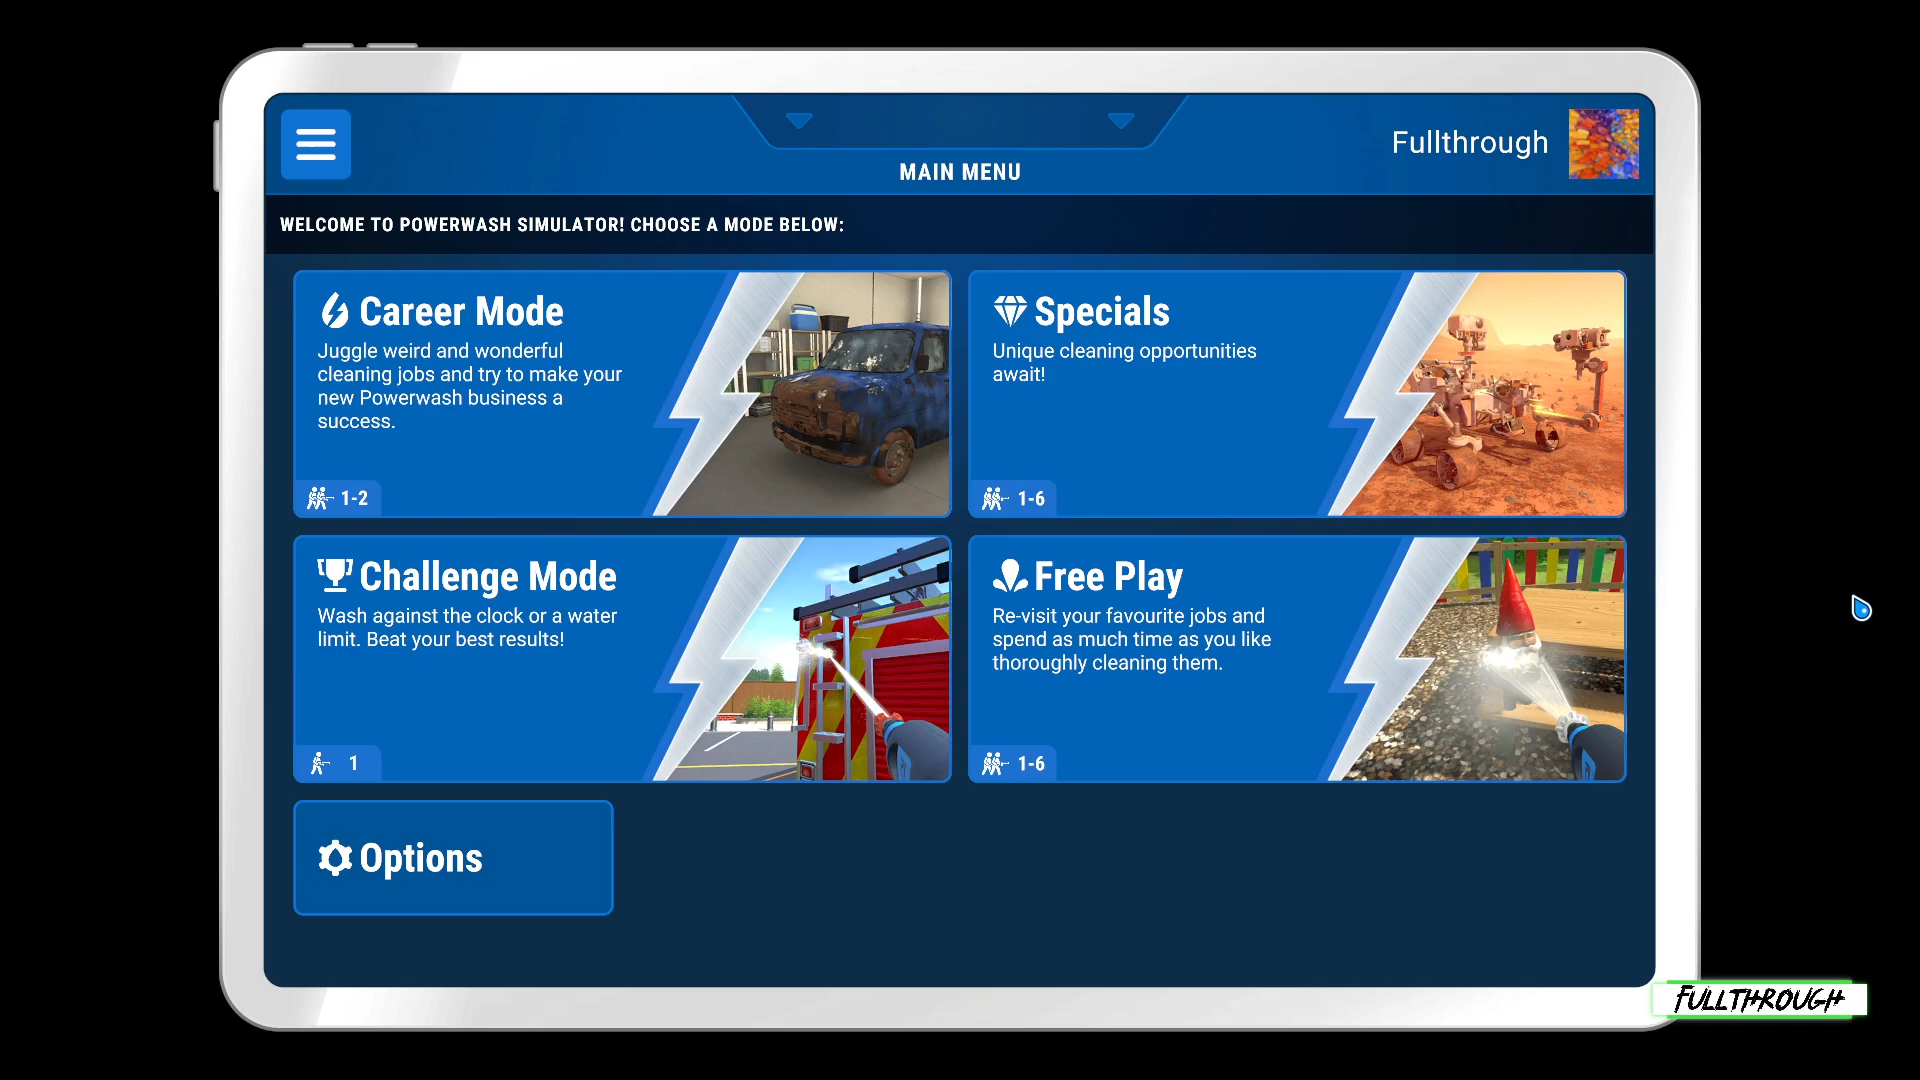 Fullthrough
MAIN MENU
WELCOME TO POWERWASH SIMULATOR! CHOOSE A MODE BELOW:
Career Mode
Juggle weird and wonderful
cleaning jobs and try to make your
new Powerwash business a
success.
1-2
Specials
Unique cleaning opportunities
await!
1-6
Challenge Mode
Wash against the clock or a water
limit. Beat your best results!
1
Free Play
Re-visit your favourite jobs and
spend as much time as you like
thoroughly cleaning them.
1-6
Options
FULLTHROUGH